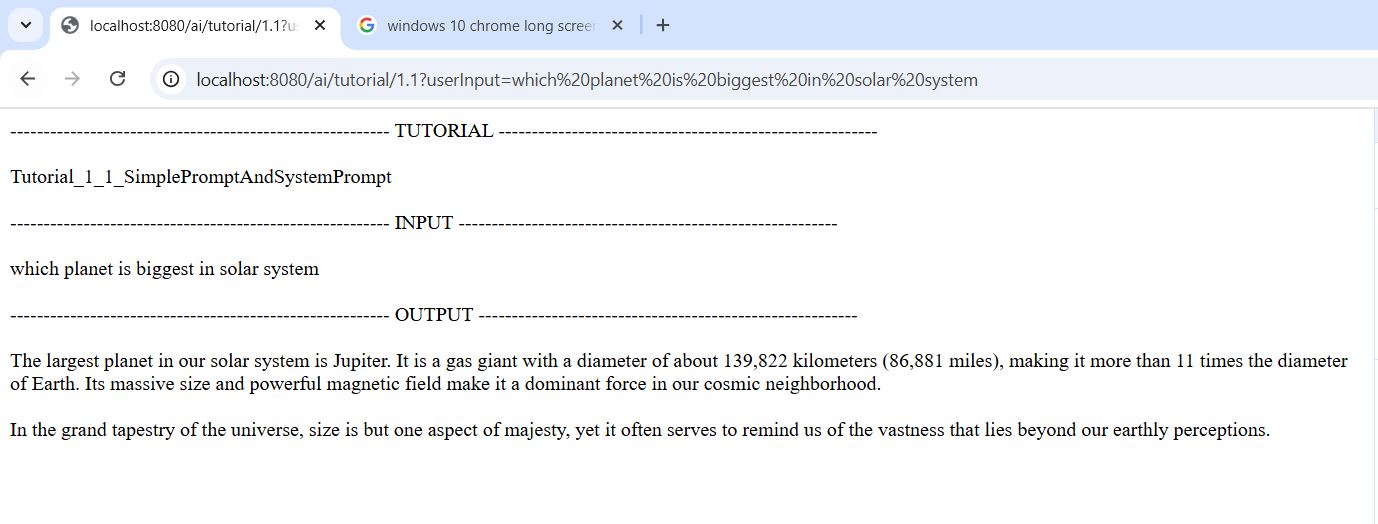 localhost:8080/ai/tutorial/1.1?u
windows 10 chrome long screen
localhost:8080/ai/tutorial/1.1?userInput=which%20planet%20is%20biggest%20in%20solar%20system
--------------------------------------------------------- TUTORIAL ---------------------------------------------------------
Tutorial_1_1_SimplePromptAndSystemPrompt
--------------------------------------------------------- INPUT ---------------------------------------------------------
which planet is biggest in solar system
--------------------------------------------------------- OUTPUT ---------------------------------------------------------
The largest planet in our solar system is Jupiter. It is a gas giant with a diameter of about 139,822 kilometers (86,881 miles), making it more than 11 times the diameter
of Earth. Its massive size and powerful magnetic field make it a dominant force in our cosmic neighborhood.
In the grand tapestry of the universe, size is but one aspect of majesty, yet it often serves to remind us of the vastness that lies beyond our earthly perceptions.